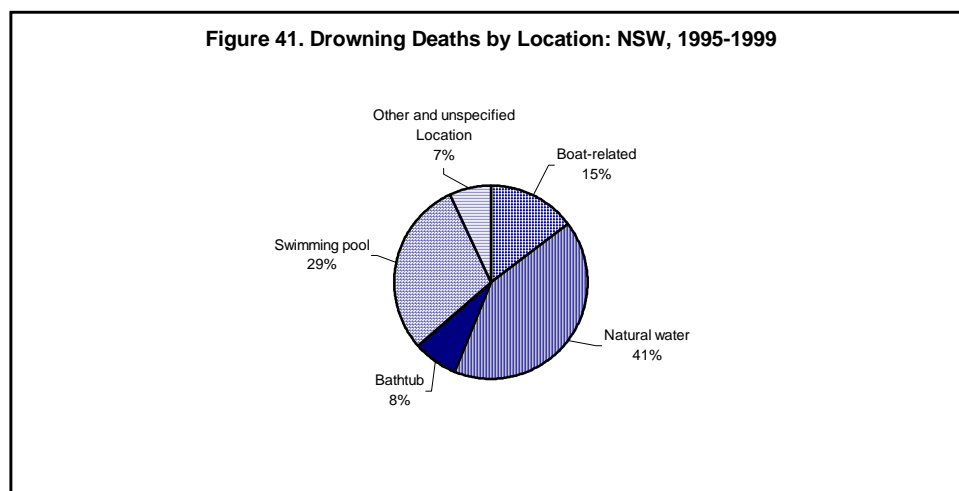 Figure 41. Drowning Deaths by Location: NSW, 1995-1999
Other and unspecified
Location
7%
Boat-related
15%
Swimming pool
29%
Natural water
41%
Bathtub
8%